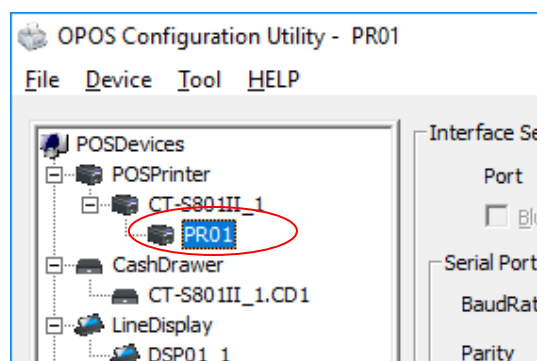 OPOS Configuration Utility - PR01
File Device Tool HELP
POSDevices
POSPrinter
CT-S801II_1
PR01
CashDrawer
CT-S801II_1.CD1
LineDisplay
DSP01_1
Interface Se
Port
Bl
Serial Port
BaudRat
Parity